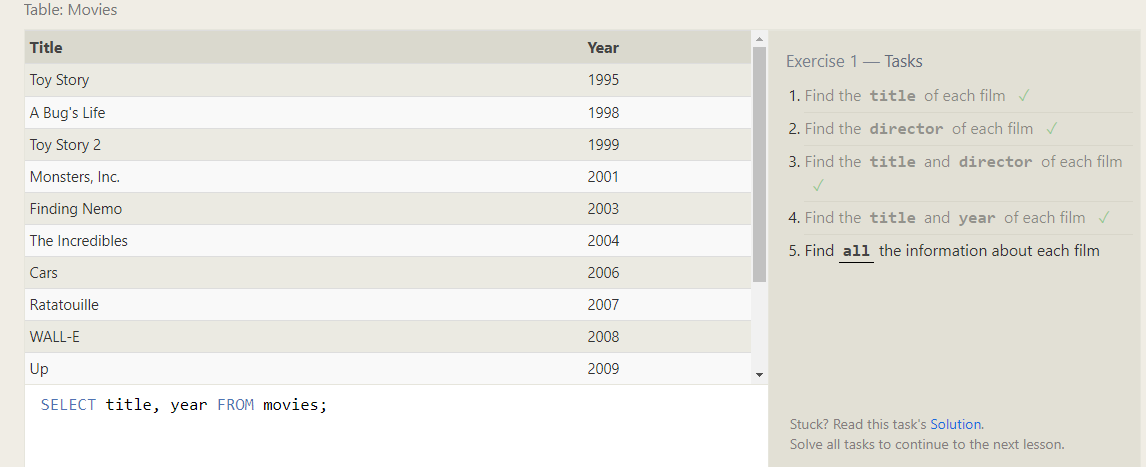 Table: Movies
Title Year
Toy Story 1995
A Bug's Life 1998
Toy Story 2 1999
Monsters, Inc. 2001
Finding Nemo 2003
The Incredibles 2004
Cars 2006
Ratatouille 2007
WALL-E 2008
Up 2009
SELECT title, year FROM movies;
Exercise 1 — Tasks
1. Find the title of each film ✓
2. Find the director of each film ✓
3. Find the title and director of each film
✓
4. Find the title and year of each film ✓
5. Find all the information about each film
Stuck? Read this task's Solution.
Solve all tasks to continue to the next lesson.